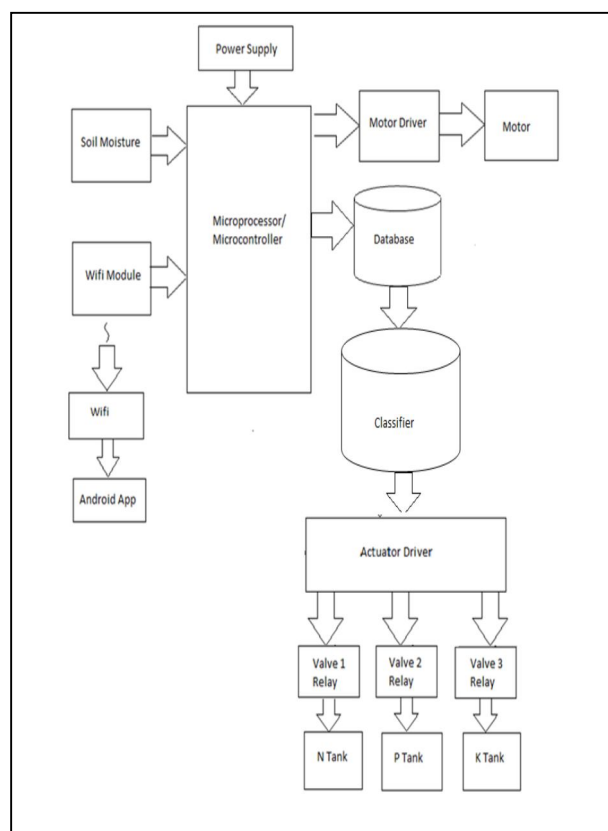 Power Supply
Soil Moisture
Motor Driver
Motor
Microprocessor/
Microcontroller
Database
Wifi Module
Wifi
Classifier
Android App
Actuator Driver
Valve 1
Relay
Valve 2
Relay
Valve 3
Relay
N Tank
P Tank
K Tank